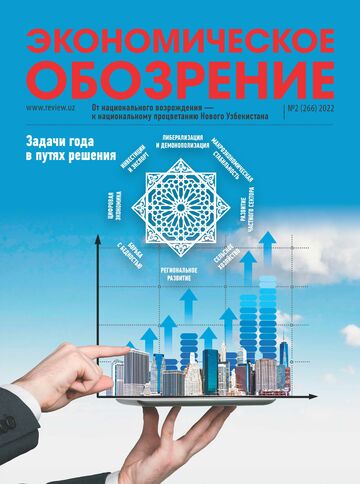 ЭКОНОМИЧЕСКОЕ
ОБОЗРЕНИЕ
www.review.uz
От национального возрождения —
к национальному процветанию Нового Узбекистана
№2 (266) 2022
Задачи года
в путях решения
ЛИБЕРАЛИЗАЦИЯ
И ДЕМОНОПОЛИЗАЦИЯ
ИНВЕСТИЦИИ
И ЭКСПОРТ
МАКРОЭКОНОМИЧЕСКАЯ
СТАБИЛЬНОСТЬ
ЦИФРОВАЯ
ЭКОНОМИКА
РАЗВИТИЕ
ЧАСТНОГО СЕКТОРА
БОРЬБА
С БЕДНОСТЬЮ
СЕЛЬСКОЕ
ХОЗЯЙСТВО
РЕГИОНАЛЬНОЕ
РАЗВИТИЕ